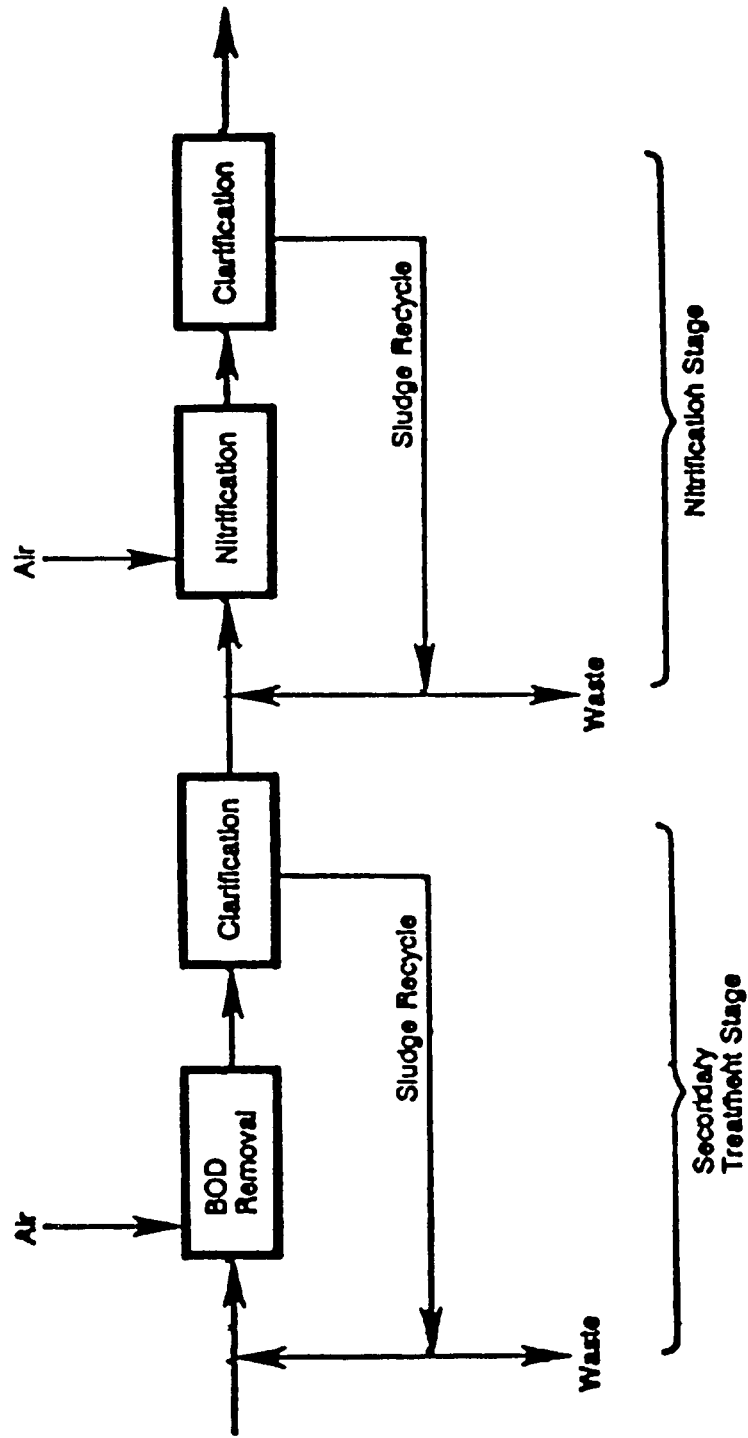 Air
BOD
Removal
Clarification
Sludge Recycle
Waste
Secondary
Treatment Stage
Air
Nitrification
Clarification
Sludge Recycle
Waste
Nitrification Stage